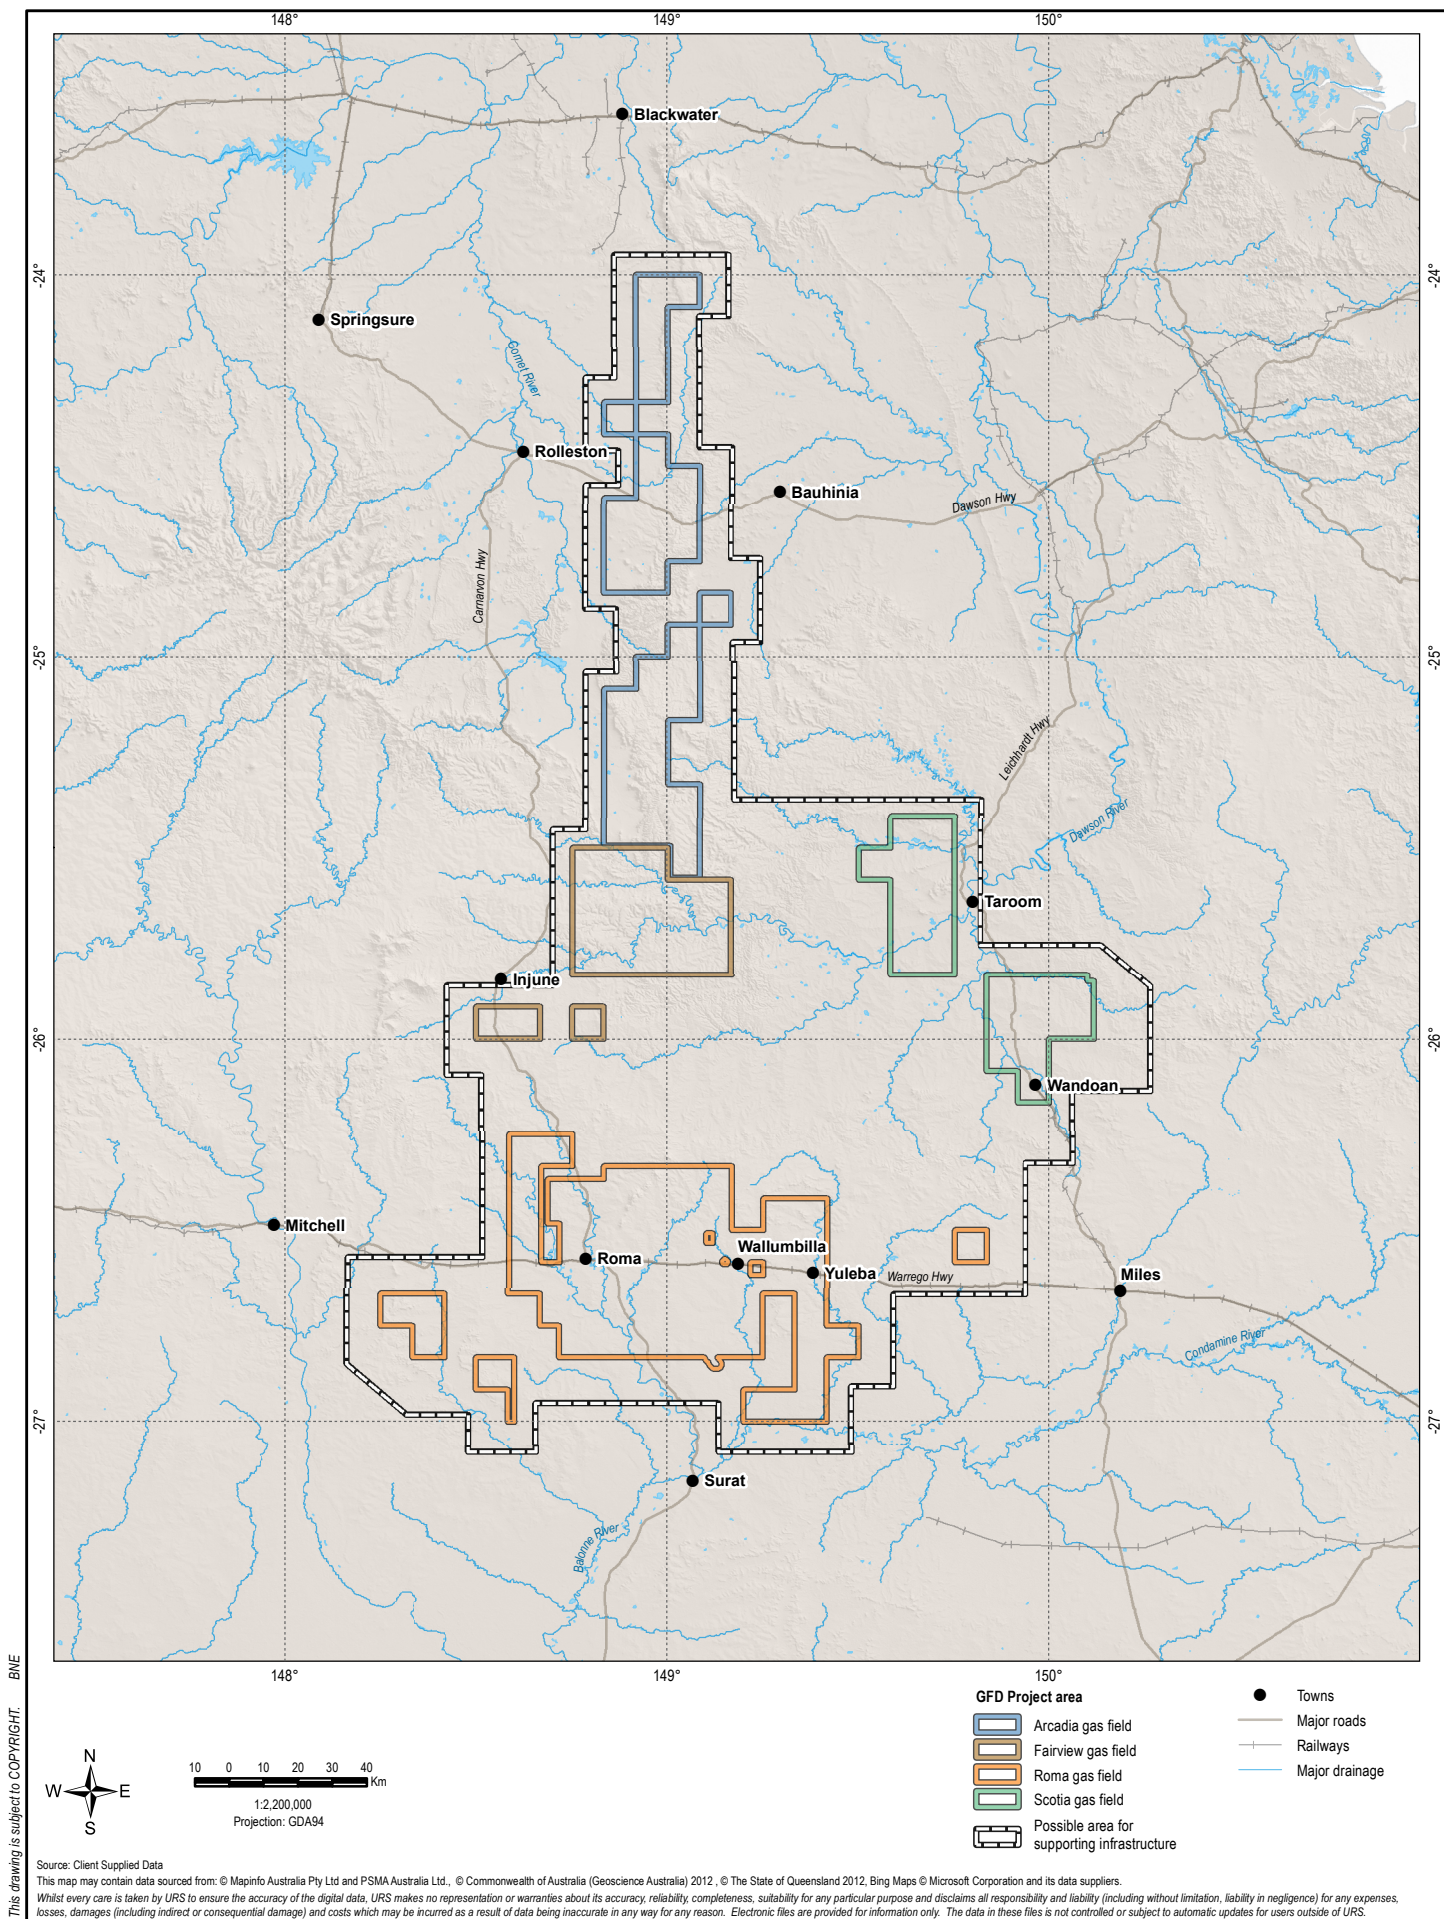 148°
149°
150°
Blackwater
-24°
-24°
Springsure
Comet River
Rolleston
Bauhinia
Dawson Hwy
Carnarvon Hwy
-25°
-25°
Leichhardt Hwy
Dawson River
Taroom
Injune
-26°
-26°
Wandoan
Mitchell
Roma
Wallumbilla
Yuleba
Warrego Hwy
Miles
Condamine River
-27°
-27°
Surat
Balonne River
148°
149°
150°
BNE
This drawing is subject to COPYRIGHT.
N
W
E
S
10 0 10 20 30 40
Km
1:2,200,000
Projection: GDA94
GFD Project area
Arcadia gas field
Fairview gas field
Roma gas field
Scotia gas field
Possible area for
supporting infrastructure
Towns
Major roads
Railways
Major drainage
Source: Client Supplied Data
This map may contain data sourced from: © Mapinfo Australia Pty Ltd and PSMA Australia Ltd., © Commonwealth of Australia (Geoscience Australia) 2012 , © The State of Queensland 2012, Bing Maps © Microsoft Corporation and its data suppliers.
Whilst every care is taken by URS to ensure the accuracy of the digital data, URS makes no representation or warranties about its accuracy, reliability, completeness, suitability for any particular purpose and disclaims all responsibility and liability (including without limitation, liability in negligence) for any expenses,
losses, damages (including indirect or consequential damage) and costs which may be incurred as a result of data being inaccurate in any way for any reason. Electronic files are provided for information only. The data in these files is not controlled or subject to automatic updates for users outside of URS.